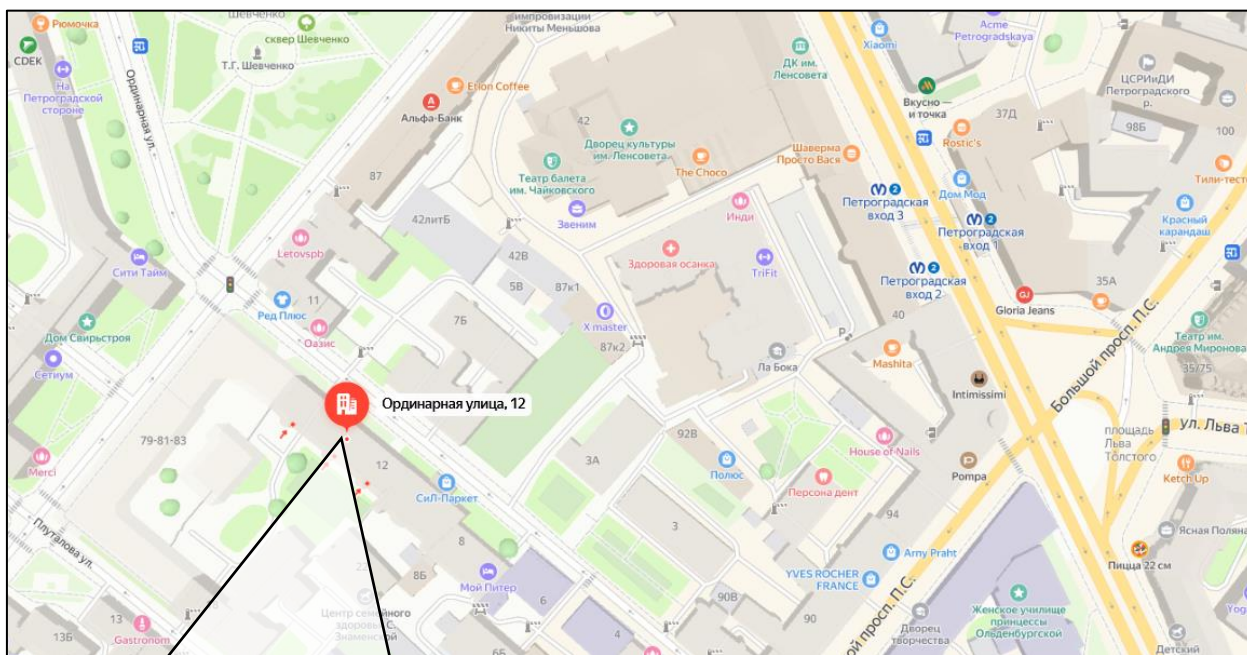 Рюмочка
CDEK
На
Петроградской
стороне
Ординарная ул.
Шевченко
сквер Шевченко
Т.Г. Шевченко
импровизации
Никиты Меньшова
Etlon Coffee
Альфа-Банк
87
42
Дворец культуры
им. Ленсовета
Театр балета
им. Чайковского
The Choco
Звеним
42литБ
42В
5В
87к1
ДК им.
Ленсовета
Xiaomi
Acme
Petrogradskaya
Вкусно —
и точка
37Д
Rostic's
Шаверма
Просто Вася
ЦСРИиДИ
Петроградского
р.
98Б
100
Тили-тесто
Дом Мод
Петроградская
вход 3
Петроградская
вход 1
Петроградская
вход 2
Красный
карандаш
Инди
Здоровая осанка
TriFit
35А
GJ
Gloria Jeans
Театр им.
Андрея Миронова
35/75
Сити Тайм
Letovspb
Ред Плюс
11
Оазис
7Б
X master
87к2
Дом Свирьстроя
Сетиум
Р
40
Ла Бока
Mashita
Intimissimi
Большой просп. П.С.
площадь
Льва
Толстого
ул. Льва Т
Ординарная улица, 12
79-81-83
Merci
12
СиЛ-Паркет
3А
92В
Полюс
House of Nails
Персона дент
Pompa
Ketch Up
Ясная Поляна
Пицца 22 см
Плуталова ул.
8
8Б
3
94
Arny Praht
YVES ROCHER
FRANCE
Мой Питер
6
Центр семейного
здоровья С.
Знаменской
13
13Б
Gastronom
6Б
4
90В
90
ой просп. П.С.
Дворец
творчества
Женское училище
принцессы
Ольденбургской
Yoga
Детский